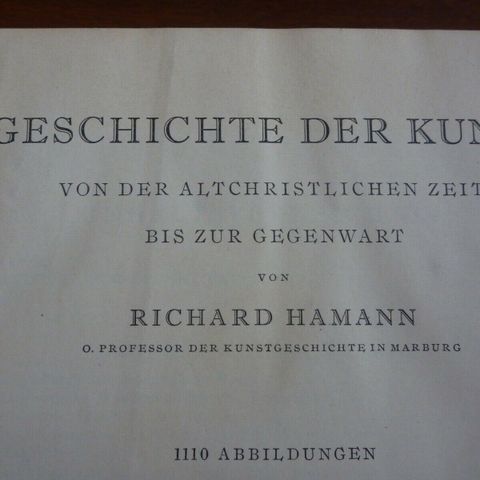 GESCHICHTE DER KUN
VON DER ALTCHRISTLICHEN ZEIT
BIS ZUR GEGENWART
VON
RICHARD HAMANN
O. PROFESSOR DER KUNSTGESCHICHTE IN MARBURG
1110 ABBILDUNGEN